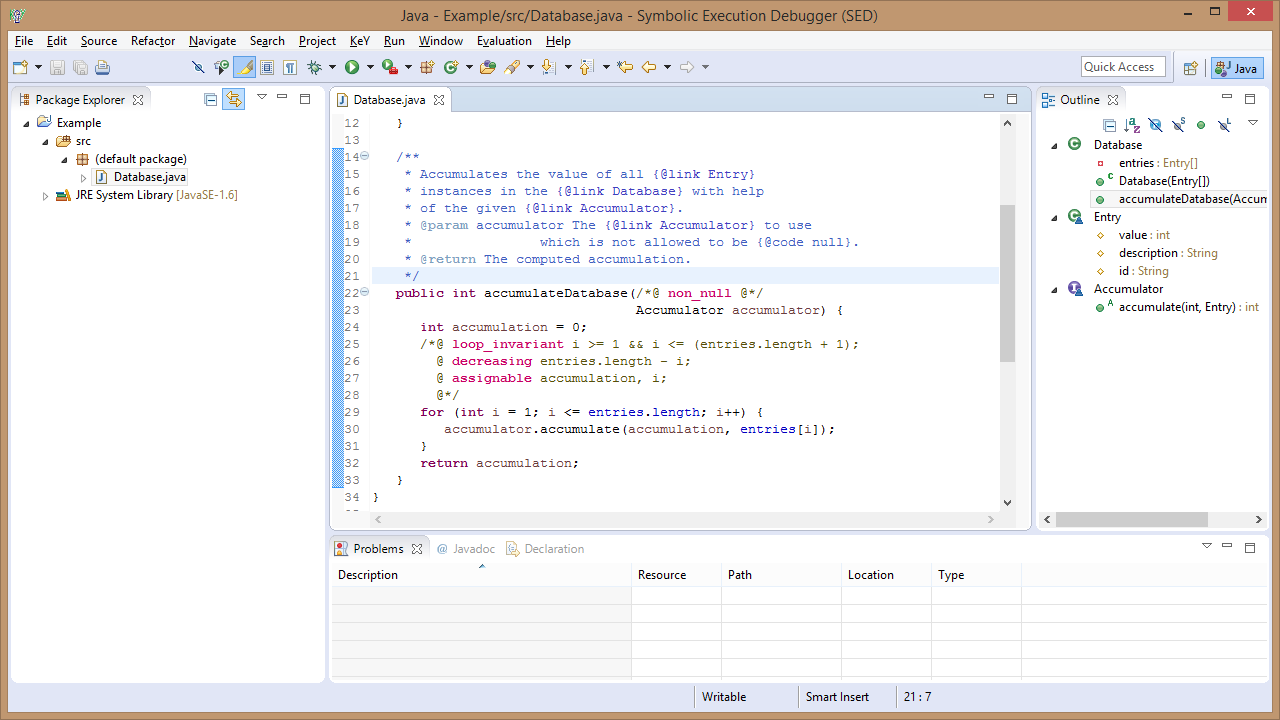 Java - Example/src/Database.java - Symbolic Execution Debugger (SED)
File Edit Source Refactor Navigate Search Project KeY Run Window Evaluation Help
Quick Access Java
Package Explorer
Example
src
(default package)
Database.java
JRE System Library [JavaSE-1.6]
Database.java
12 }
13
14 /**
15 * Accumulates the value of all {@link Entry}
16 * instances in the {@link Database} with help
17 * of the given {@link Accumulator}.
18 * @param accumulator The {@link Accumulator} to use
19 * which is not allowed to be {@code null}.
20 * @return The computed accumulation.
21 */
22 public int accumulateDatabase(/*@ non_null @*/
23 Accumulator accumulator) {
24 int accumulation = 0;
25 /*@ loop_invariant i >= 1 && i <= (entries.length + 1);
26 @ decreasing entries.length - i;
27 @ assignable accumulation, i;
28 @*/
29 for (int i = 1; i <= entries.length; i++) {
30 accumulator.accumulate(accumulation, entries[i]);
31 }
32 return accumulation;
33 }
34 }
Outline
Database
entries : Entry[]
Database(Entry[])
accumulateDatabase(Accum
Entry
value : int
description : String
id : String
Accumulator
accumulate(int, Entry) : int
Problems @ Javadoc Declaration
Description Resource Path Location Type
Writable Smart Insert 21 : 7